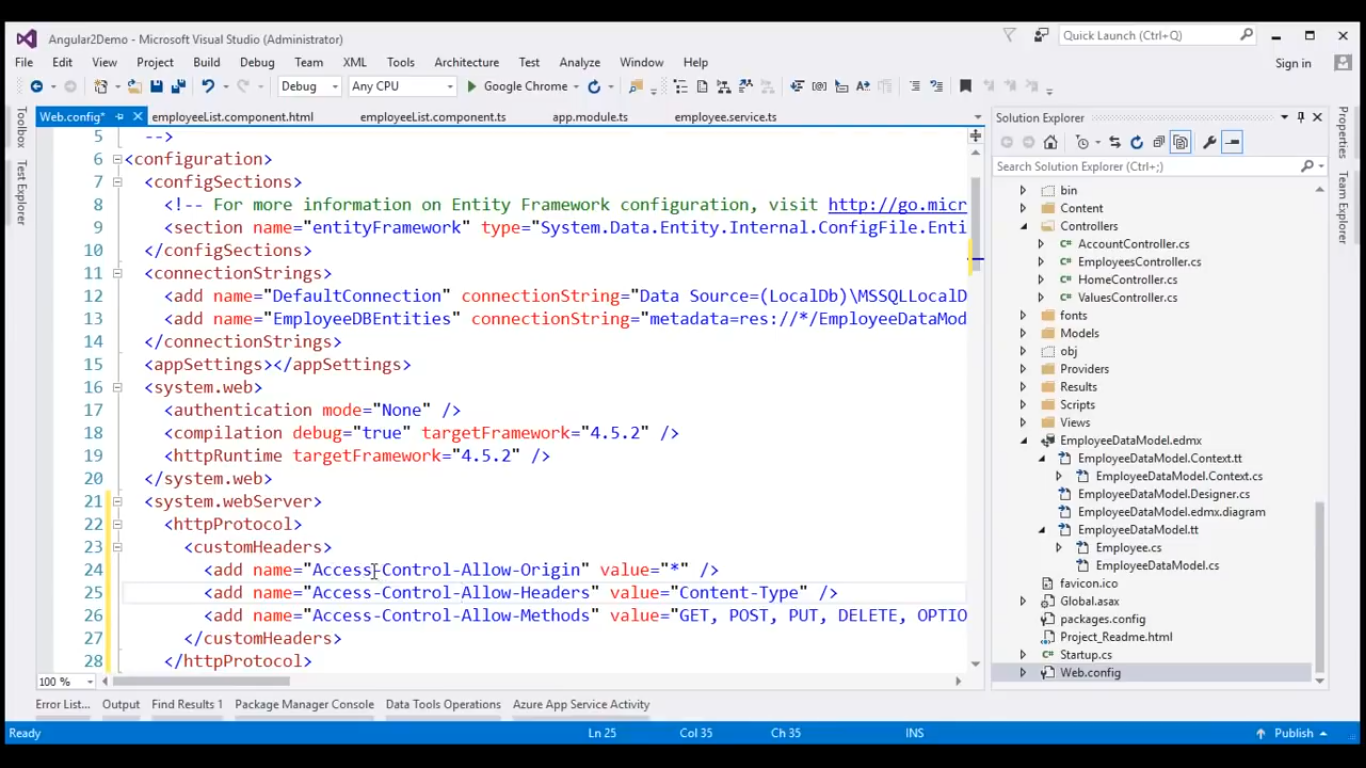 Angular2Demo - Microsoft Visual Studio (Administrator)
Quick Launch (Ctrl+Q)
File Edit View Project Build Debug Team XML Tools Architecture Test Analyze Window Help
Sign in
Debug Any CPU Google Chrome
Toolbox
Test Explorer
Web.config* employeeList.component.html employeeList.component.ts app.module.ts employee.service.ts
5 -->
6 <configuration>
7 <configSections>
8 <!-- For more information on Entity Framework configuration, visit http://go.micr
9 <section name="entityFramework" type="System.Data.Entity.Internal.ConfigFile.Enti
10 </configSections>
11 <connectionStrings>
12 <add name="DefaultConnection" connectionString="Data Source=(LocalDb)\MSSQLLocalD
13 <add name="EmployeeDBEntities" connectionString="metadata=res://*/EmployeeDataMod
14 </connectionStrings>
15 <appSettings></appSettings>
16 <system.web>
17 <authentication mode="None" />
18 <compilation debug="true" targetFramework="4.5.2" />
19 <httpRuntime targetFramework="4.5.2" />
20 </system.web>
21 <system.webServer>
22 <httpProtocol>
23 <customHeaders>
24 <add name="Access-Control-Allow-Origin" value="*" />
25 <add name="Access-Control-Allow-Headers" value="Content-Type" />
26 <add name="Access-Control-Allow-Methods" value="GET, POST, PUT, DELETE, OPTIO
27 </customHeaders>
28 </httpProtocol>
100 %
Solution Explorer
Search Solution Explorer (Ctrl+;)
bin
Content
Controllers
C# AccountController.cs
C# EmployeesController.cs
C# HomeController.cs
C# ValuesController.cs
fonts
Models
obj
Providers
Results
Scripts
Views
EmployeeDataModel.edmx
EmployeeDataModel.Context.tt
EmployeeDataModel.Context.cs
EmployeeDataModel.Designer.cs
EmployeeDataModel.edmx.diagram
EmployeeDataModel.tt
Employee.cs
EmployeeDataModel.cs
favicon.ico
Global.asax
packages.config
Project_Readme.html
C# Startup.cs
Web.config
Properties
Team Explorer
Error List... Output Find Results 1 Package Manager Console Data Tools Operations Azure App Service Activity
Ready Ln 25 Col 35 Ch 35 INS Publish